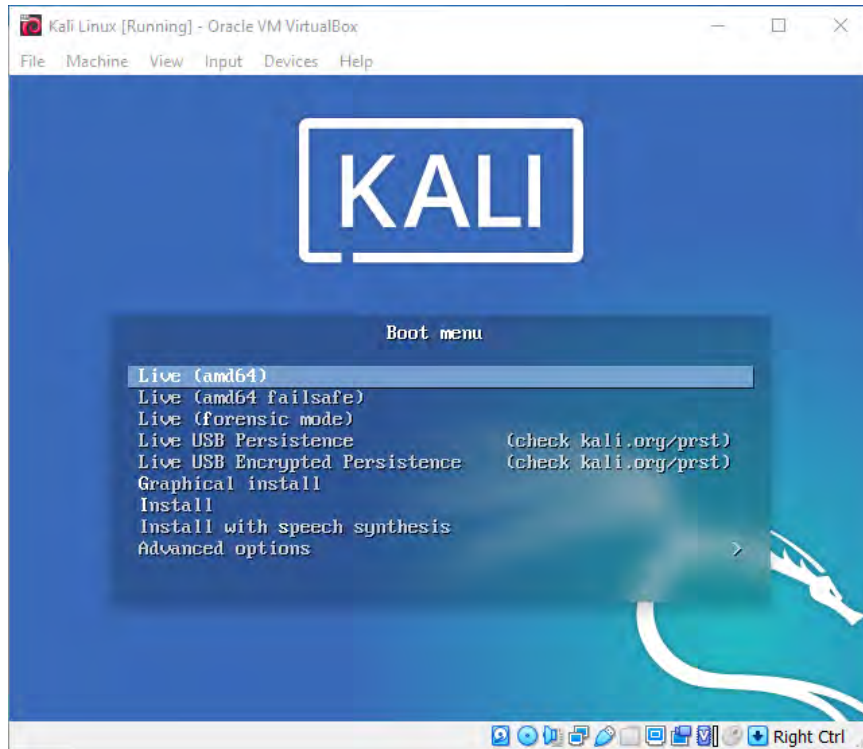 Kali Linux [Running] - Oracle VM VirtualBox
File Machine View Input Devices Help
KALI
Boot menu
Live (amd64)
Live (amd64 failsafe)
Live (forensic mode)
Live USB Persistence (check kali.org/prst)
Live USB Encrypted Persistence (check kali.org/prst)
Graphical install
Install
Install with speech synthesis
Advanced options >
Right Ctrl